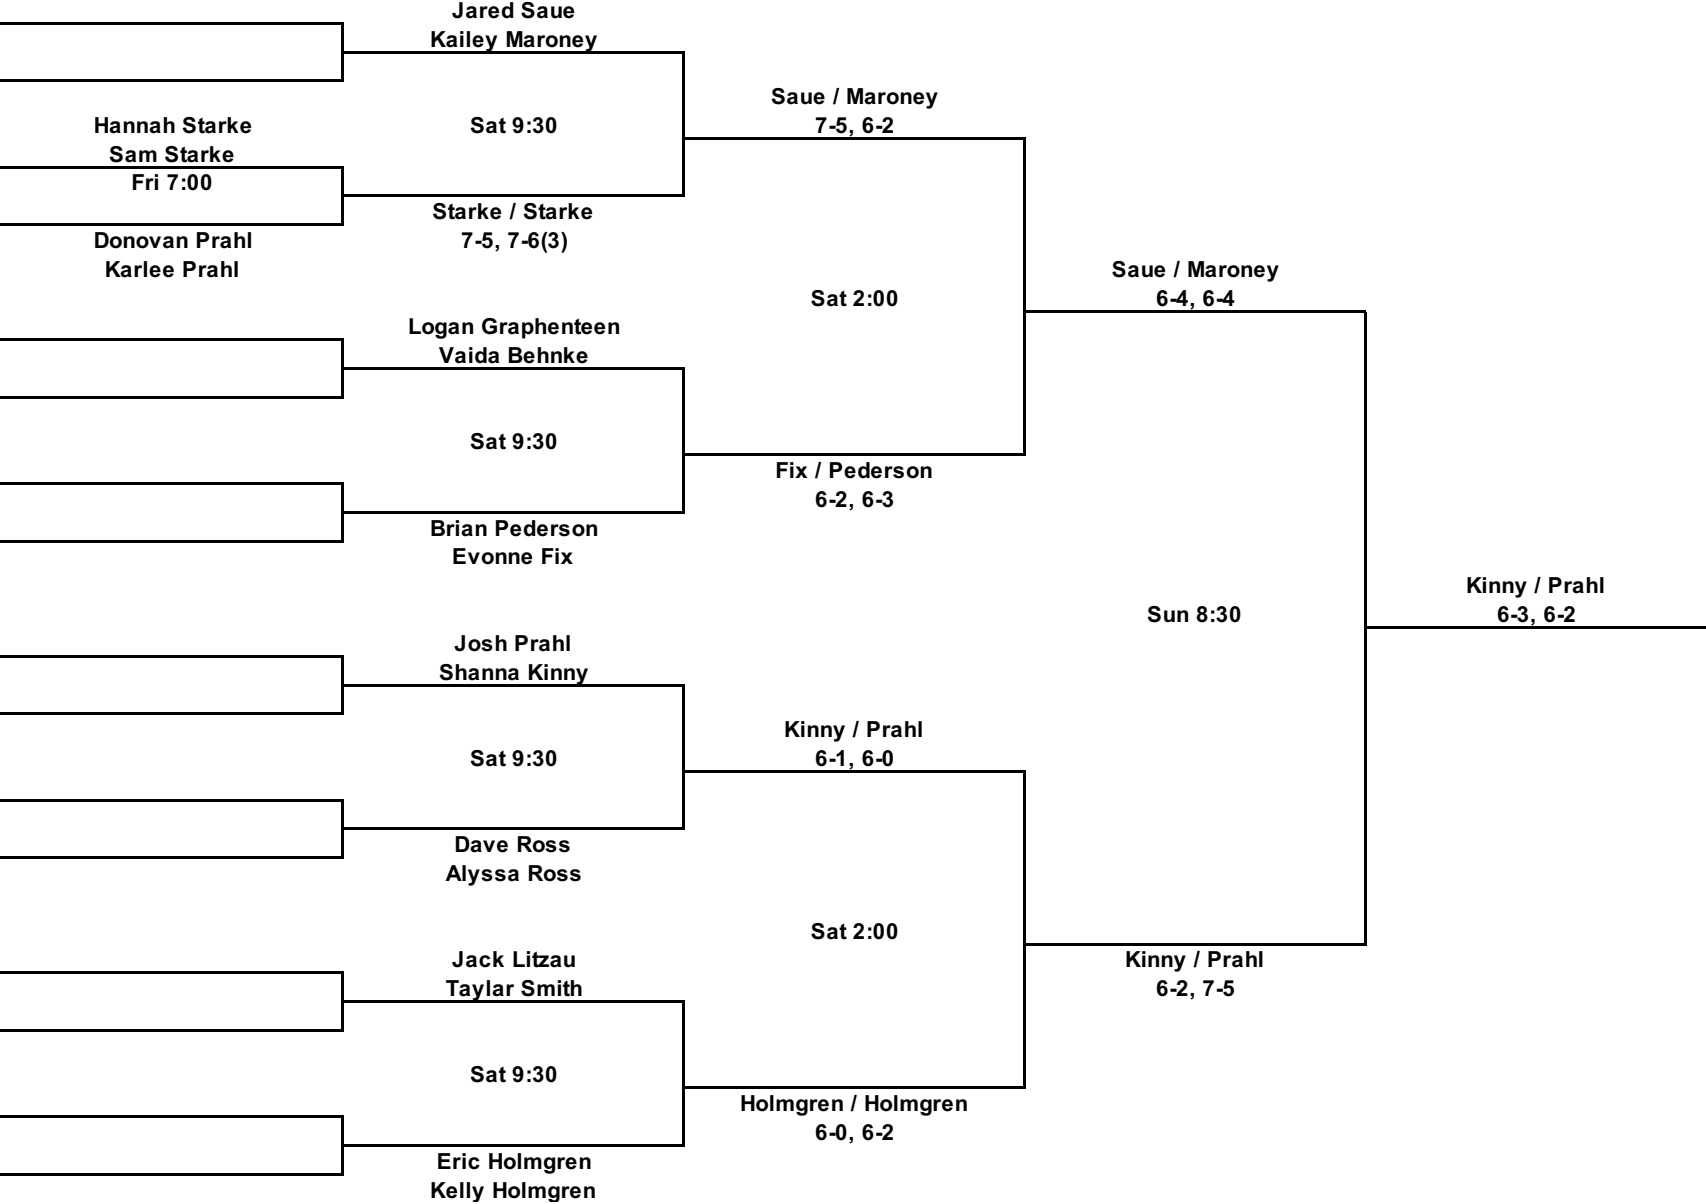 Jared Saue
Kailey Maroney
Saue / Maroney
7-5, 6-2
Hannah Starke
Sam Starke
Sat 9:30
Fri 7:00
Starke / Starke
7-5, 7-6(3)
Donovan Prahl
Karlee Prahl
Saue / Maroney
6-4, 6-4
Sat 2:00
Logan Graphenteen
Vaida Behnke
Sat 9:30
Fix / Pederson
6-2, 6-3
Brian Pederson
Evonne Fix
Kinny / Prahl
6-3, 6-2
Sun 8:30
Josh Prahl
Shanna Kinny
Kinny / Prahl
6-1, 6-0
Sat 9:30
Dave Ross
Alyssa Ross
Sat 2:00
Jack Litzau
Taylar Smith
Kinny / Prahl
6-2, 7-5
Sat 9:30
Holmgren / Holmgren
6-0, 6-2
Eric Holmgren
Kelly Holmgren